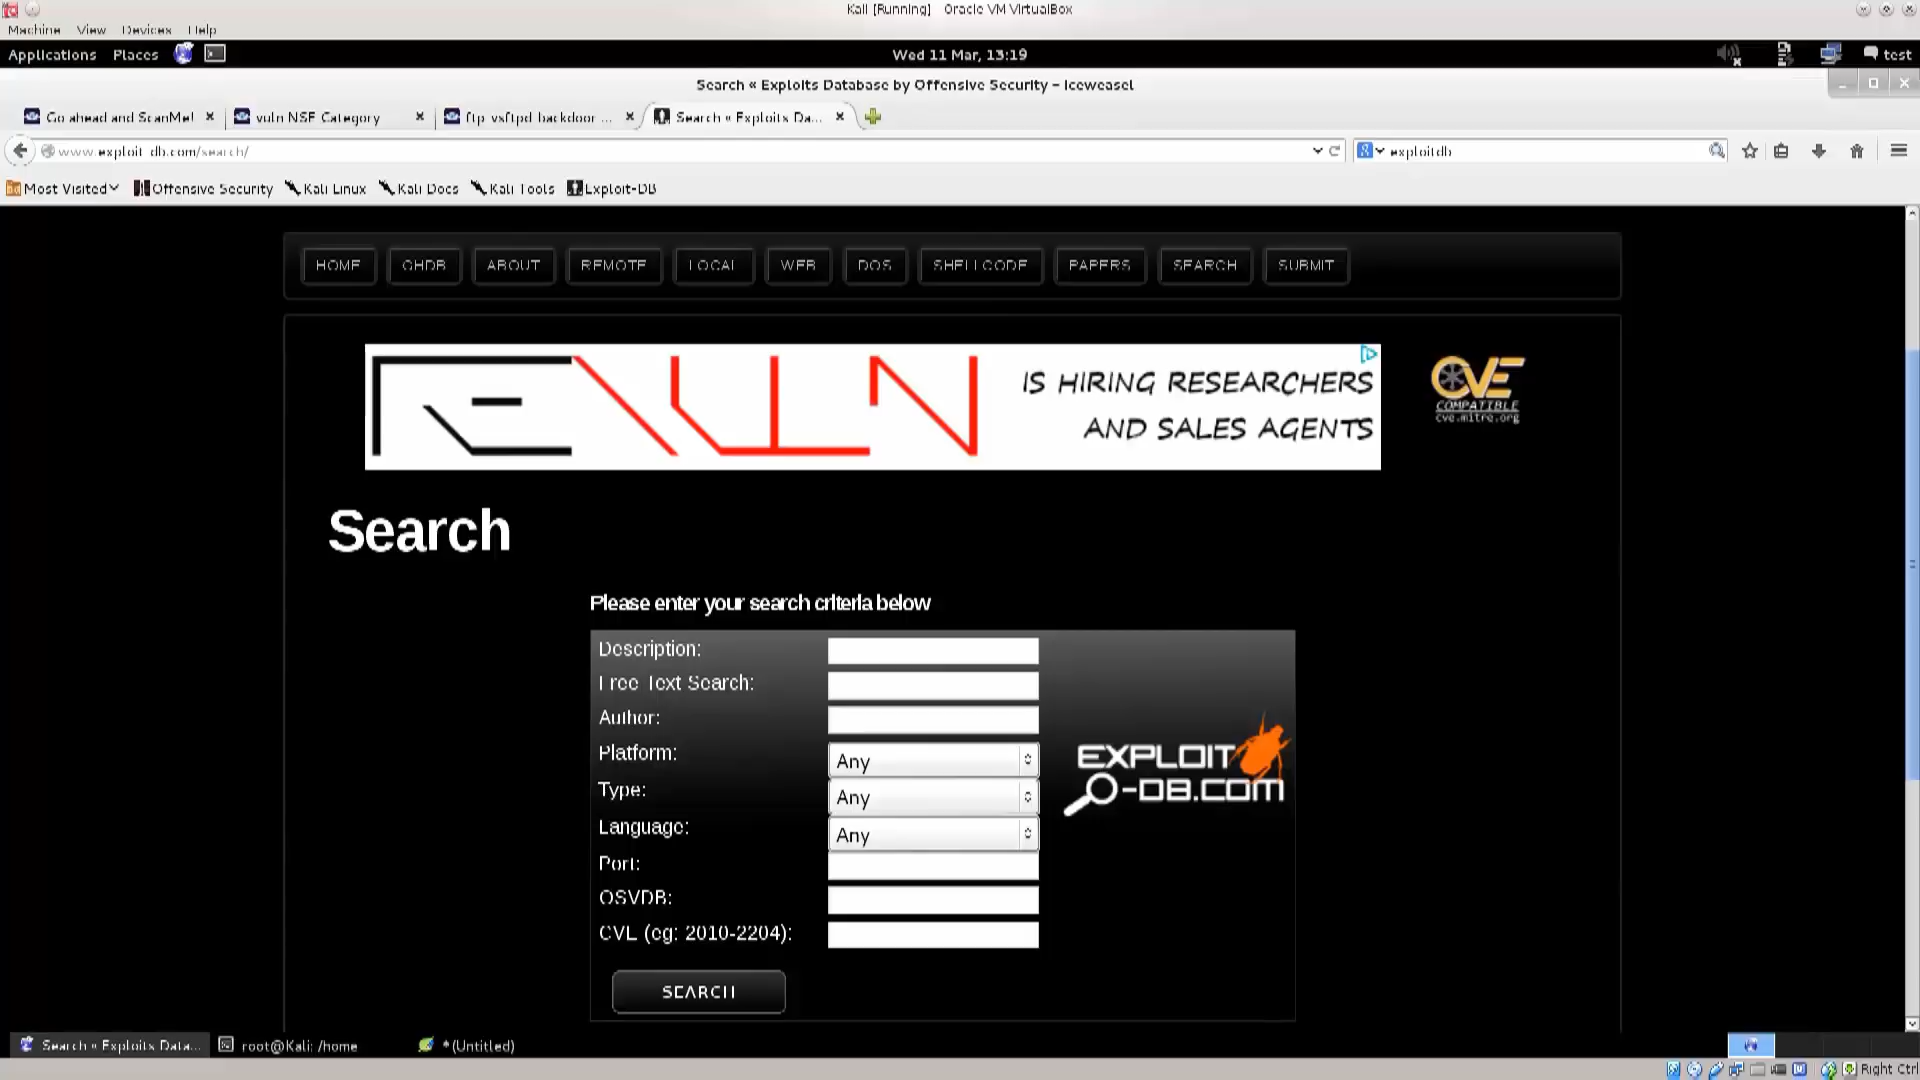 Kali [Running] - Oracle VM VirtualBox
Machine View Devices Help
Applications Places
Wed 11 Mar, 13:19
test
Search « Exploits Database by Offensive Security - Iceweasel
Go ahead and ScanMe!
vuln NSE Category
ftp-vsftpd-backdoor ...
Search « Exploits Da...
www.exploit-db.com/search/
exploitdb
Most Visited
Offensive Security
Kali Linux
Kali Docs
Kali Tools
Exploit-DB
HOME GHDB ABOUT REMOTE LOCAL WEB DOS SHELLCODE PAPERS SEARCH SUBMIT
REVULN
IS HIRING RESEARCHERS
AND SALES AGENTS
CVE
COMPATIBLE
cve.mitre.org
Search
Please enter your search criteria below
Description:
Free Text Search:
Author:
Platform: Any
Type: Any
Language: Any
Port:
OSVDB:
CVE (eg: 2010-2204):
EXPLOIT
-DB.COM
SEARCH
Search « Exploits Data...
root@Kali: /home
*(Untitled)
Right Ctrl